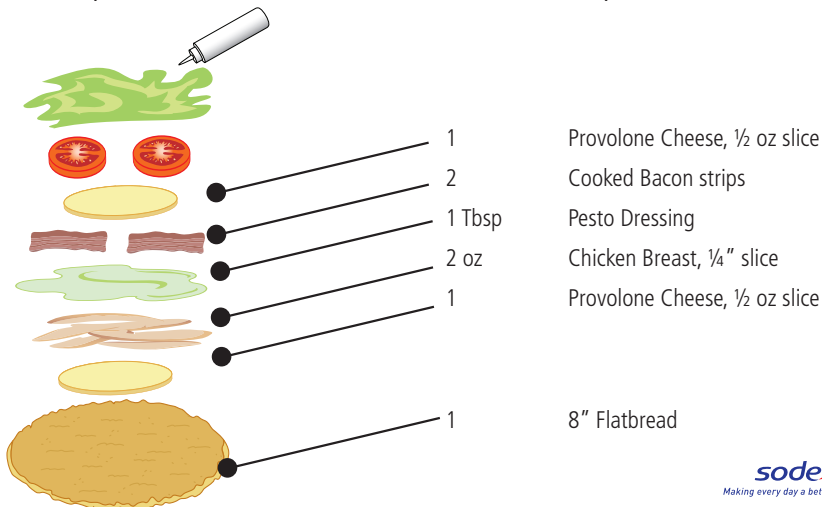 1 Provolone Cheese, ½ oz slice
2 Cooked Bacon strips
1 Tbsp Pesto Dressing
2 oz Chicken Breast, ¼” slice
1 Provolone Cheese, ½ oz slice
1 8” Flatbread
sode
Making every day a bet